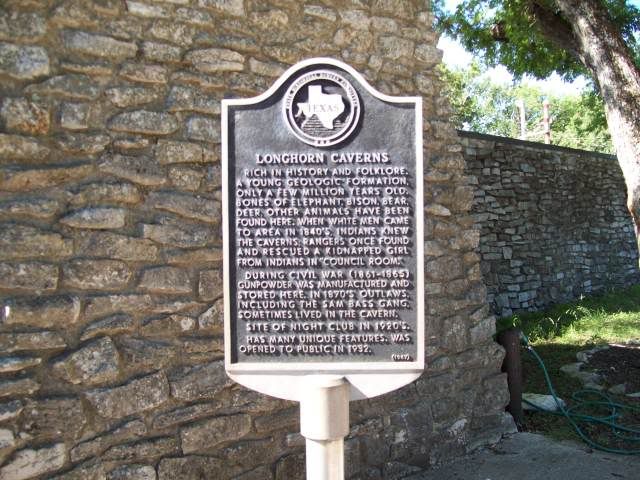 TEXAS
LONGHORN CAVERNS
RICH IN HISTORY AND FOLKLORE.
A YOUNG GEOLOGIC FORMATION,
ONLY A FEW MILLION YEARS OLD.
BONES OF ELEPHANT, BISON, BEAR,
DEER, OTHER ANIMALS HAVE BEEN
FOUND HERE. WHEN WHITE MEN CAME
TO AREA IN 1840'S, INDIANS KNEW
THE CAVERNS; RANGERS ONCE FOUND
AND RESCUED A KIDNAPPED GIRL
FROM INDIANS IN "COUNCIL ROOM".
DURING CIVIL WAR (1861-1865)
GUNPOWDER WAS MANUFACTURED AND
STORED HERE. IN 1870'S OUTLAWS,
INCLUDING THE SAM BASS GANG,
SOMETIMES LIVED IN THE CAVERN.
SITE OF NIGHT CLUB IN 1920'S.
HAS MANY UNIQUE FEATURES. WAS
OPENED TO PUBLIC IN 1932.
(1967)